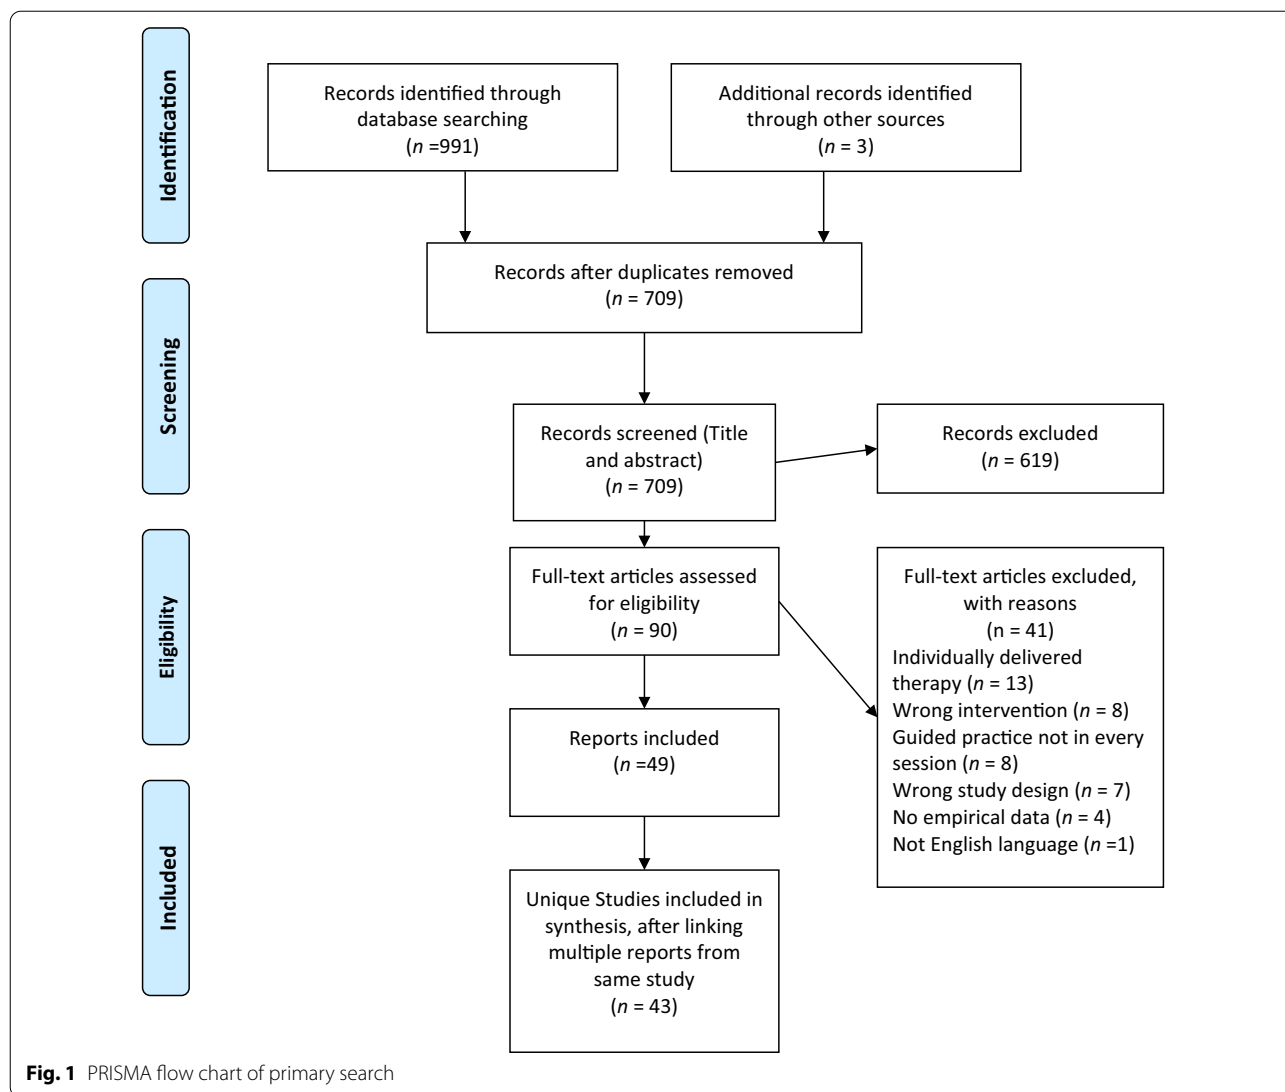 Identification
Records identified through
database searching
(n =991)
Additional records identified
through other sources
(n = 3)
Records after duplicates removed
(n = 709)
Screening
Records screened (Title
and abstract)
(n = 709)
Records excluded
(n = 619)
Eligibility
Full-text articles assessed
for eligibility
(n = 90)
Full-text articles excluded,
with reasons
(n = 41)
Individually delivered
therapy (n = 13)
Wrong intervention (n = 8)
Guided practice not in every
session (n = 8)
Wrong study design (n = 7)
No empirical data (n = 4)
Not English language (n =1)
Reports included
(n =49)
Included
Unique Studies included in
synthesis, after linking
multiple reports from
same study
(n = 43)
Fig. 1 PRISMA flow chart of primary search